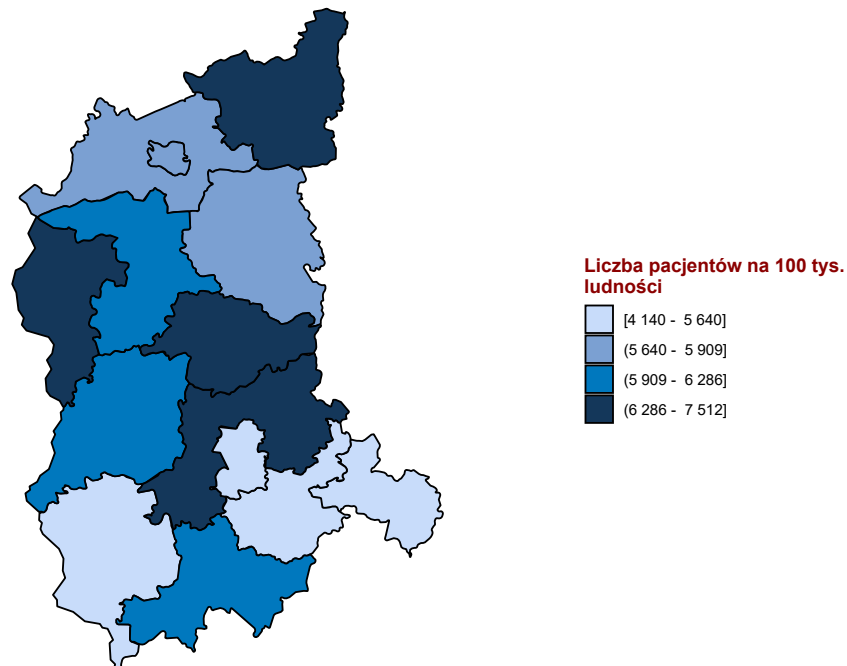 Liczba pacjentów na 100 tys.
ludności
[4 140 - 5 640]
(5 640 - 5 909]
(5 909 - 6 286]
(6 286 - 7 512]